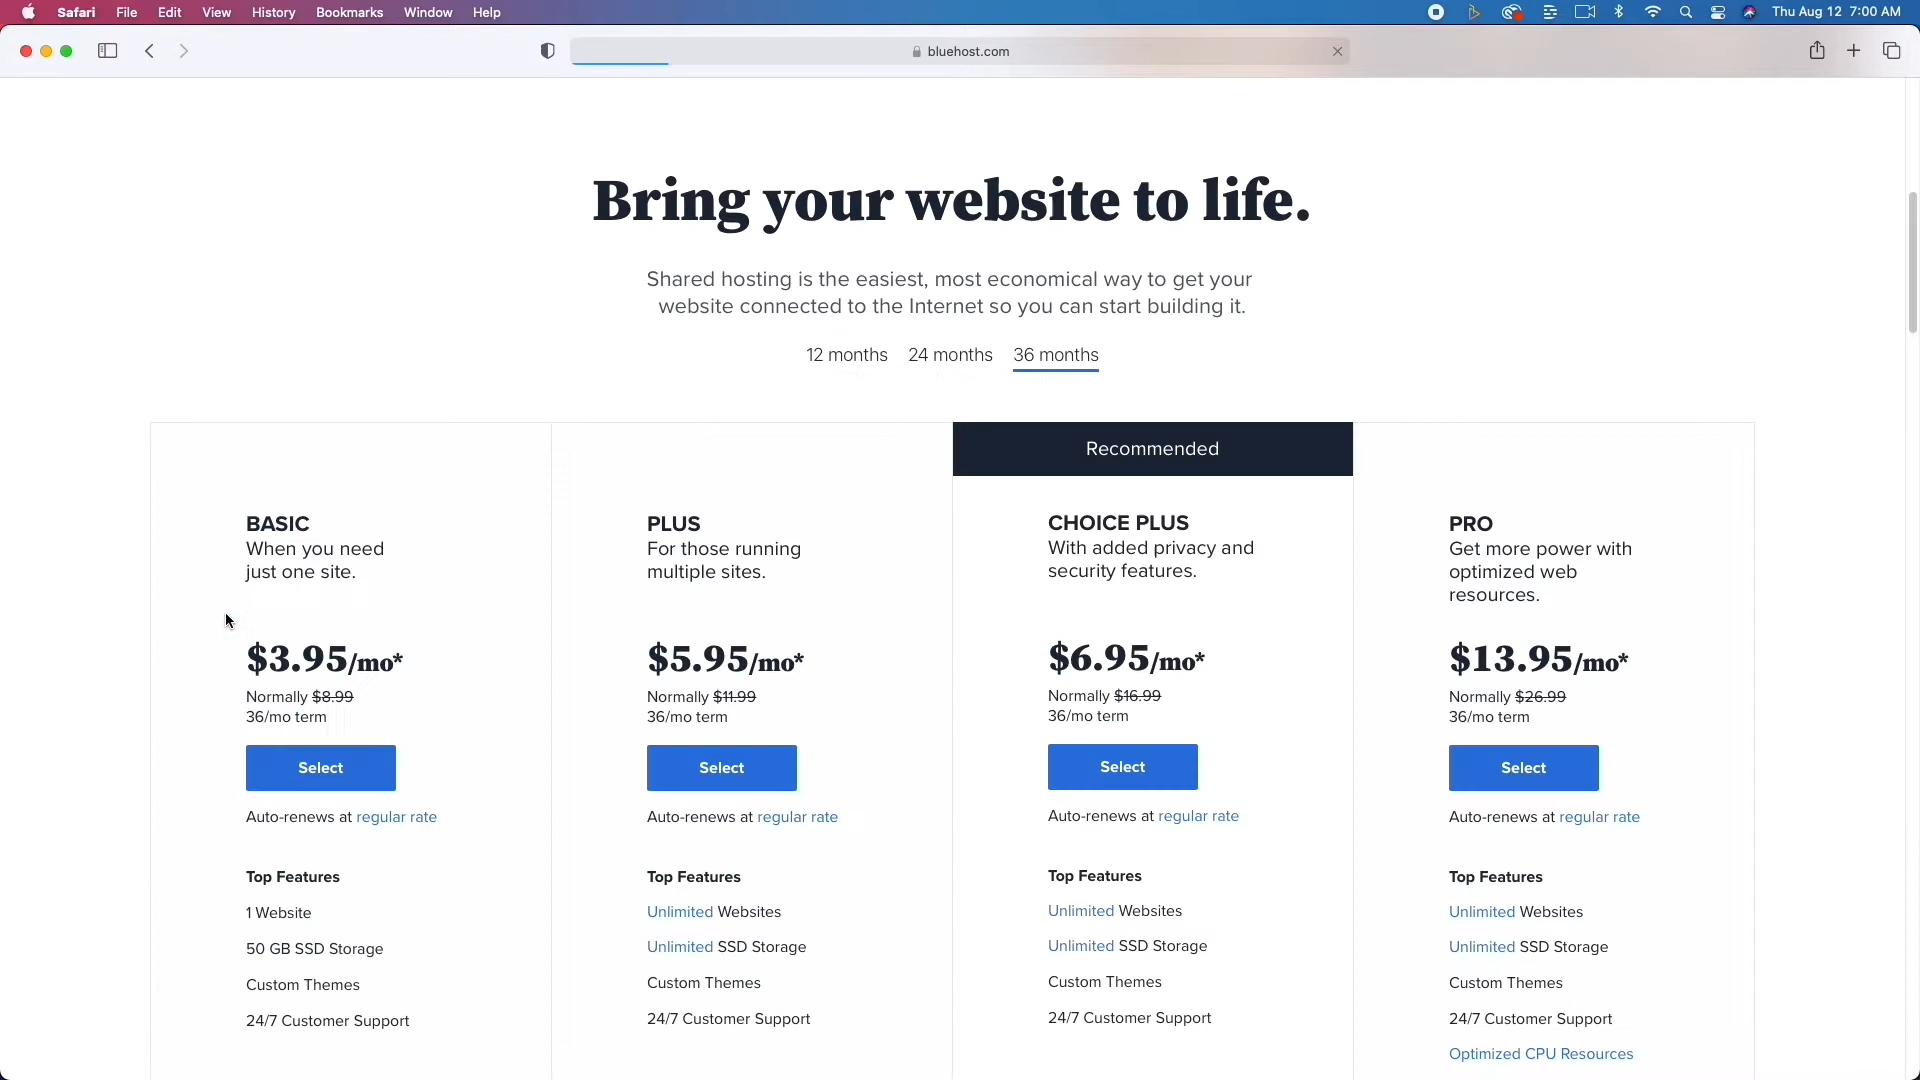 Safari File Edit View History Bookmarks Window Help Thu Aug 12 7:00 AM
bluehost.com
Bring your website to life.
Shared hosting is the easiest, most economical way to get your
website connected to the Internet so you can start building it.
12 months 24 months 36 months
Recommended
BASIC
When you need
just one site.
$3.95/mo*
Normally $8.99
36/mo term
Select
Auto-renews at regular rate
Top Features
1 Website
50 GB SSD Storage
Custom Themes
24/7 Customer Support
PLUS
For those running
multiple sites.
$5.95/mo*
Normally $11.99
36/mo term
Select
Auto-renews at regular rate
Top Features
Unlimited Websites
Unlimited SSD Storage
Custom Themes
24/7 Customer Support
CHOICE PLUS
With added privacy and
security features.
$6.95/mo*
Normally $16.99
36/mo term
Select
Auto-renews at regular rate
Top Features
Unlimited Websites
Unlimited SSD Storage
Custom Themes
24/7 Customer Support
PRO
Get more power with
optimized web
resources.
$13.95/mo*
Normally $26.99
36/mo term
Select
Auto-renews at regular rate
Top Features
Unlimited Websites
Unlimited SSD Storage
Custom Themes
24/7 Customer Support
Optimized CPU Resources